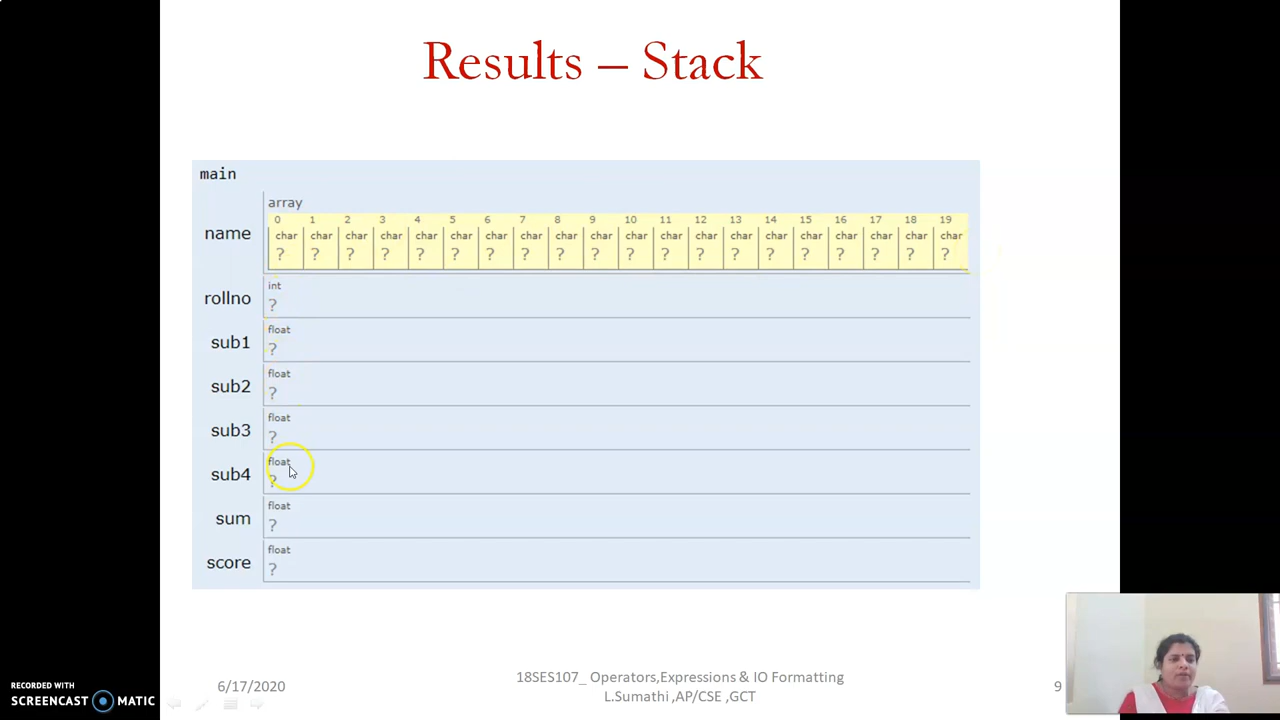 Results – Stack
main
array
0 1 2 3 4 5 6 7 8 9 10 11 12 13 14 15 16 17 18 19
name char char char char char char char char char char char char char char char char char char char char
? ? ? ? ? ? ? ? ? ? ? ? ? ? ? ? ? ? ? ?
int
rollno ?
float
sub1 ?
float
sub2 ?
float
sub3 ?
float
sub4 ?
float
sum ?
float
score ?
6/17/2020
18SES107_ Operators,Expressions & IO Formatting
L.Sumathi ,AP/CSE ,GCT
9
RECORDED WITH
SCREENCAST MATIC